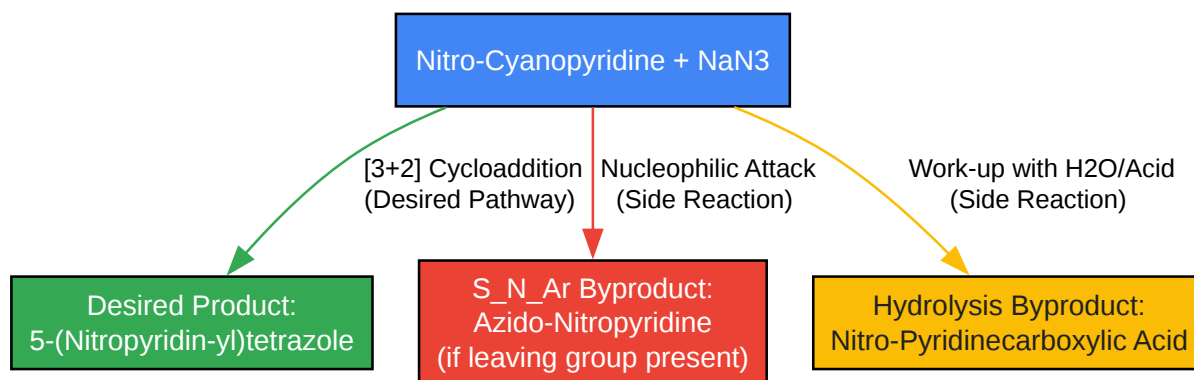 Nitro-Cyanopyridine + NaN3
[3+2] Cycloaddition
(Desired Pathway)
Nucleophilic Attack
(Side Reaction)
Work-up with H2O/Acid
(Side Reaction)
Desired Product:
5-(Nitropyridin-yl)tetrazole
S_N_Ar Byproduct:
Azido-Nitropyridine
(if leaving group present)
Hydrolysis Byproduct:
Nitro-Pyridinecarboxylic Acid